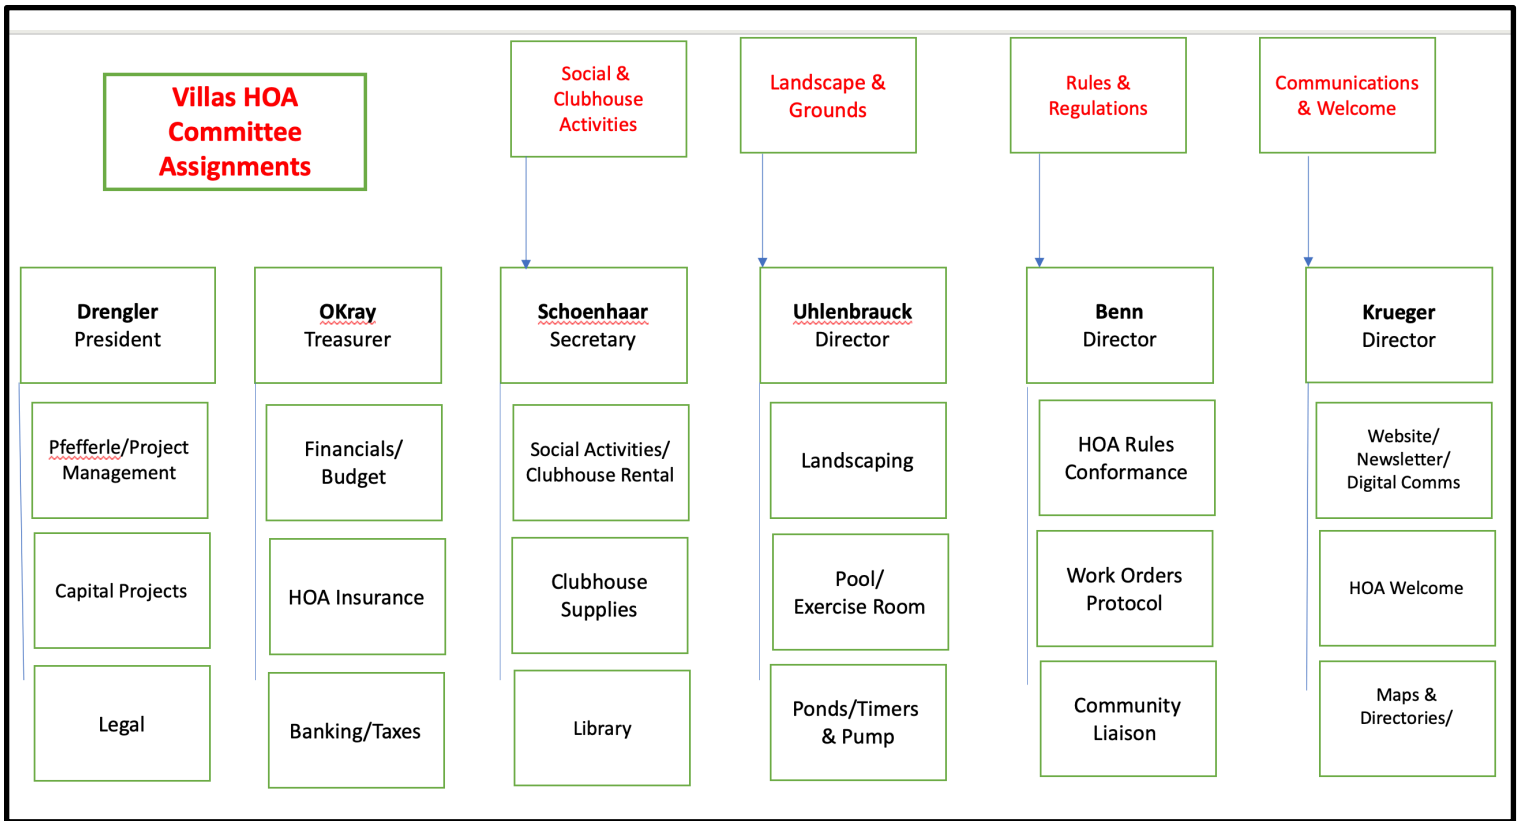 Villas HOA
Committee
Assignments
Social &
Clubhouse
Activities
Landscape &
Grounds
Rules &
Regulations
Communications
& Welcome
Drengler
President
OKray
Treasurer
Schoenhaar
Secretary
Uhlenbrauck
Director
Benn
Director
Krueger
Director
Pfefferle/Project
Management
Financials/
Budget
Social Activities/
Clubhouse Rental
Landscaping
HOA Rules
Conformance
Website/
Newsletter/
Digital Comms
Capital Projects
HOA Insurance
Clubhouse
Supplies
Pool/
Exercise Room
Work Orders
Protocol
HOA Welcome
Legal
Banking/Taxes
Library
Ponds/Timers
& Pump
Community
Liaison
Maps &
Directories/